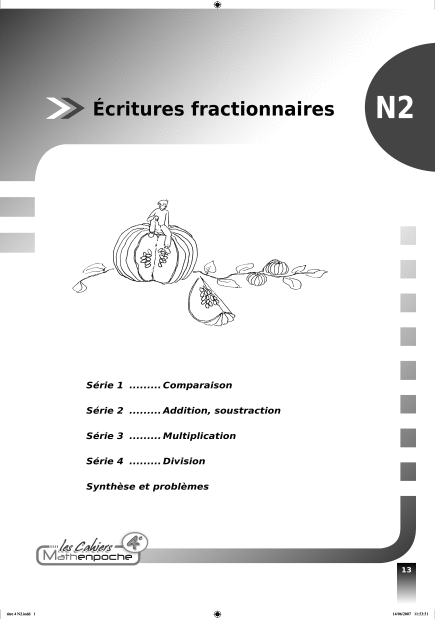 Écritures fractionnaires
N2
Série 1 ......... Comparaison
Série 2 ......... Addition, soustraction
Série 3 ......... Multiplication
Série 4 ......... Division
Synthèse et problèmes
les Cahiers
Mathenpoche
4e
13
titre 4 N2.indd 1
14/06/2007 11:53:51